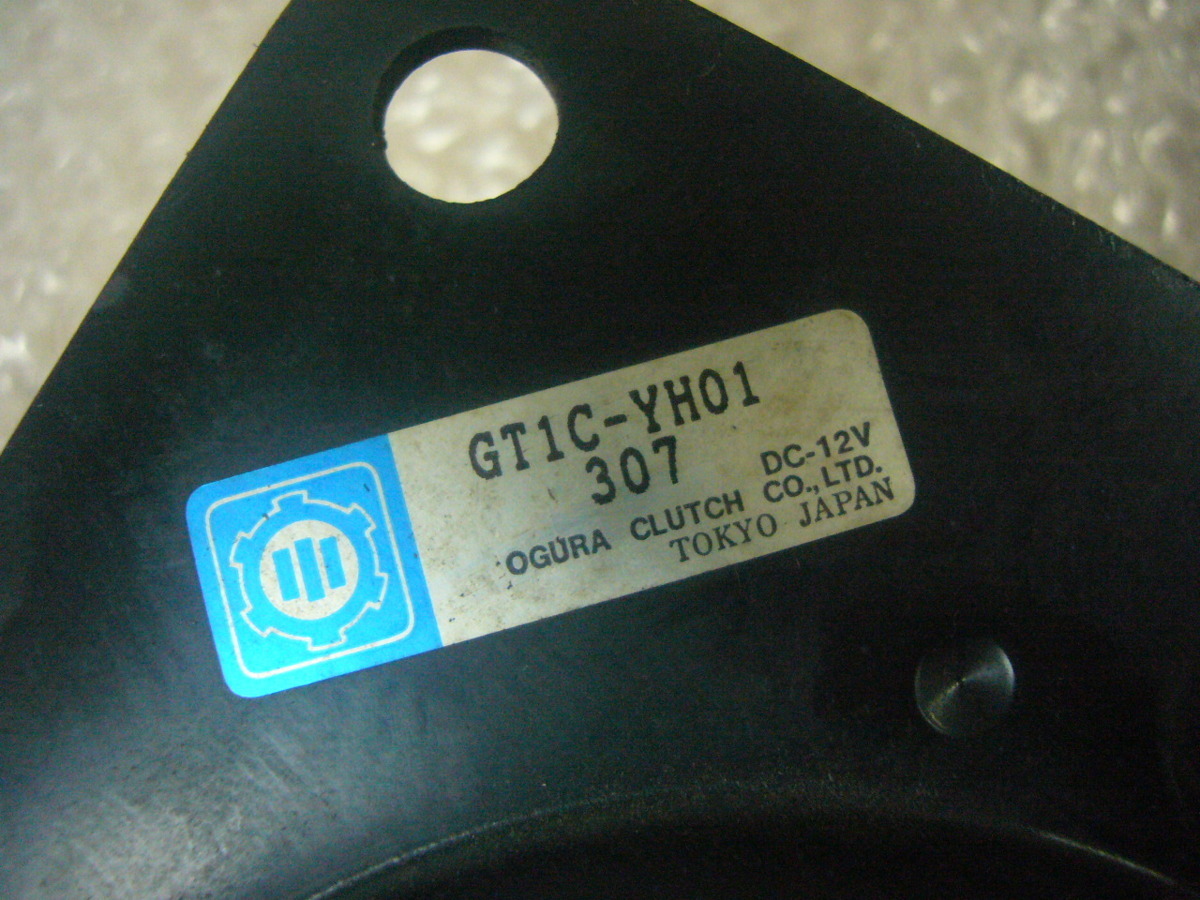 GT1C-YH01
307
DC-12V
OGURA CLUTCH CO.,LTD.
TOKYO JAPAN